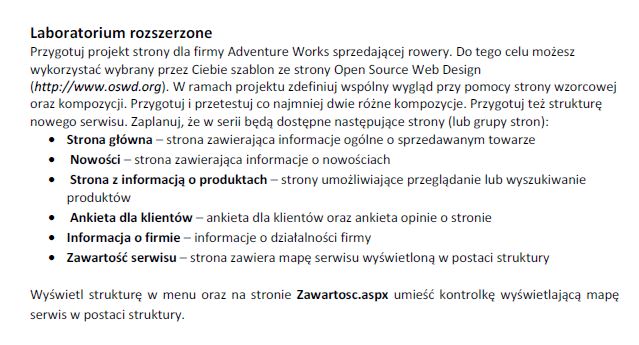 Laboratorium rozszerzone
Przygotuj projekt strony dla firmy Adventure Works sprzedającej rowery. Do tego celu możesz
wykorzystać wybrany przez Ciebie szablon ze strony Open Source Web Design
(http://www.oswd.org). W ramach projektu zdefiniuj wspólny wygląd przy pomocy strony wzorcowej
oraz kompozycji. Przygotuj i przetestuj co najmniej dwie różne kompozycje. Przygotuj też strukturę
nowego serwisu. Zaplanuj, że w serii będą dostępne następujące strony (lub grupy stron):
• Strona główna – strona zawierająca informacje ogólne o sprzedawanym towarze
• Nowości – strona zawierająca informacje o nowościach
• Strona z informacją o produktach – strony umożliwiające przeglądanie lub wyszukiwanie
produktów
• Ankieta dla klientów – ankieta dla klientów oraz ankieta opinie o stronie
• Informacja o firmie – informacje o działalności firmy
• Zawartość serwisu – strona zawiera mapę serwisu wyświetloną w postaci struktury
Wyświetl strukturę w menu oraz na stronie Zawartosc.aspx umieść kontrolkę wyświetlającą mapę
serwis w postaci struktury.